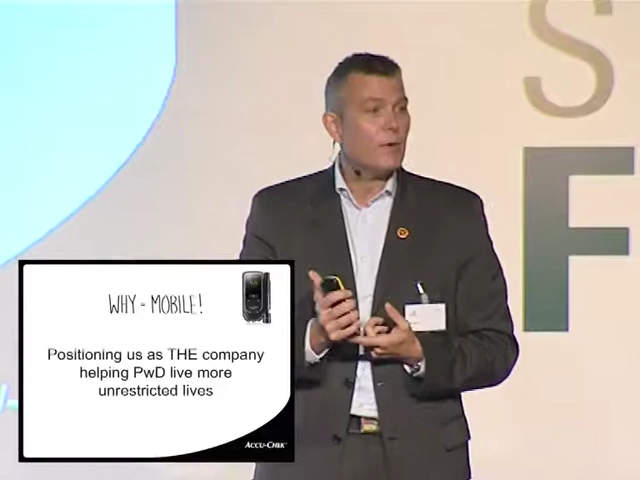 S
F
WHY = MOBILE!
Positioning us as THE company
helping PwD live more
unrestricted lives
ACCU-CHEK